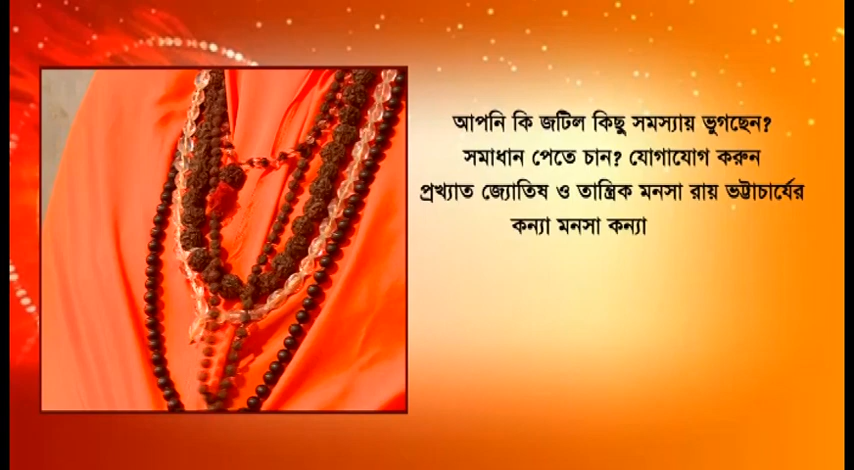 আপনি কি জটিল কিছু সমস্যায় ভুগছেন?
সমাধান পেতে চান? যোগাযোগ করুন
প্রখ্যাত জ্যোতিষ ও তান্ত্রিক মনসা রায় ভট্টাচার্যের
কন্যা মনসা কন্যা